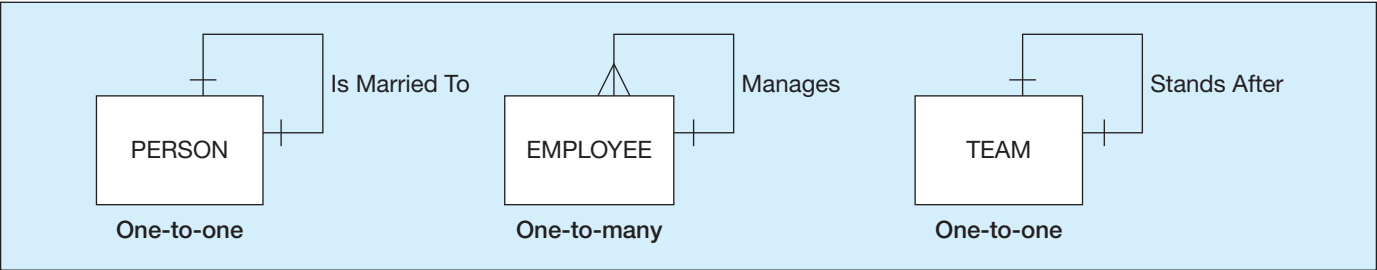 Is Married To
PERSON
One-to-one
Manages
EMPLOYEE
One-to-many
Stands After
TEAM
One-to-one